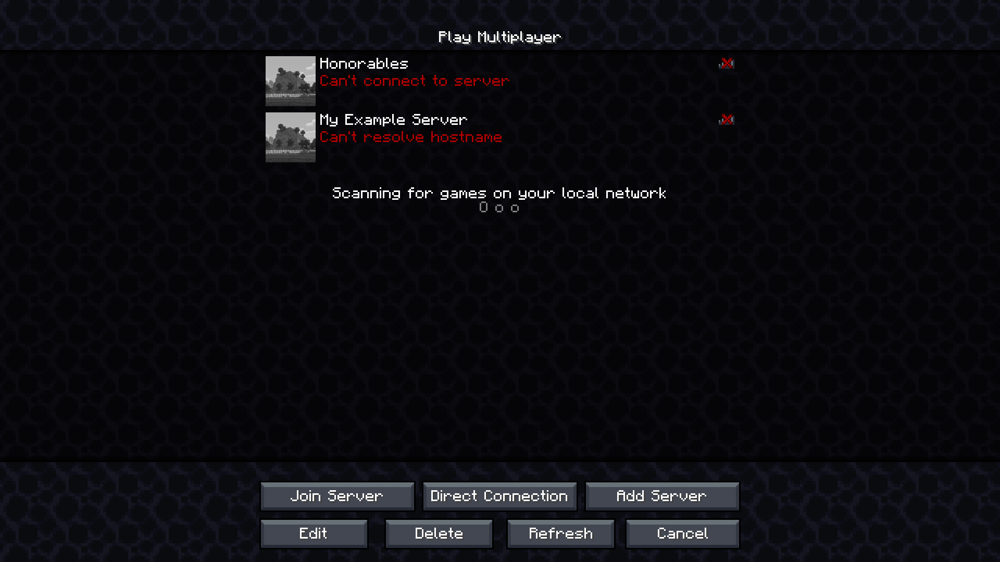 Play Multiplayer
Honorables
Can't connect to server
My Example Server
Can't resolve hostname
Scanning for games on your local network
O o o
Join Server
Direct Connection
Add Server
Edit
Delete
Refresh
Cancel